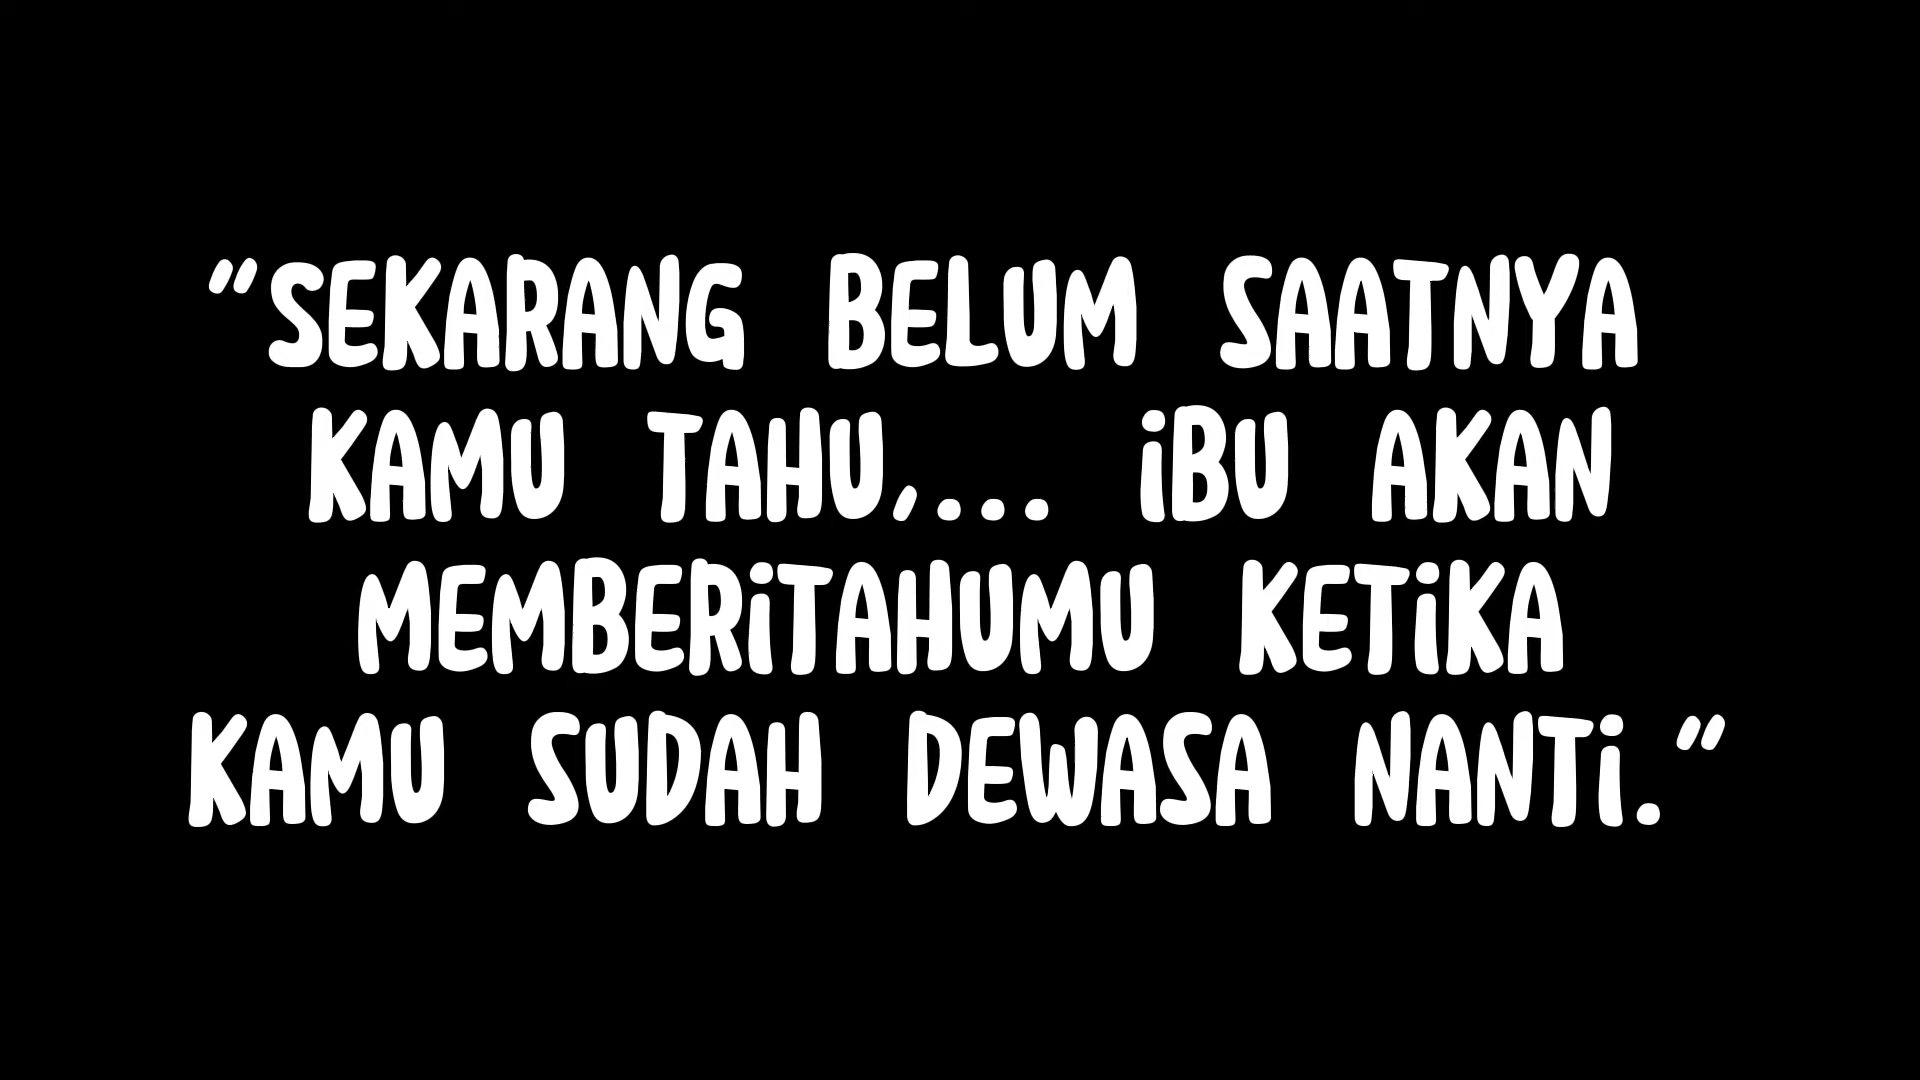 "SEKARANG BELUM SAATNYA
KAMU TAHU,... iBU AKAN
MEMBERiTAHUMU KETiKA
KAMU SUDAH DEWASA NANTi."